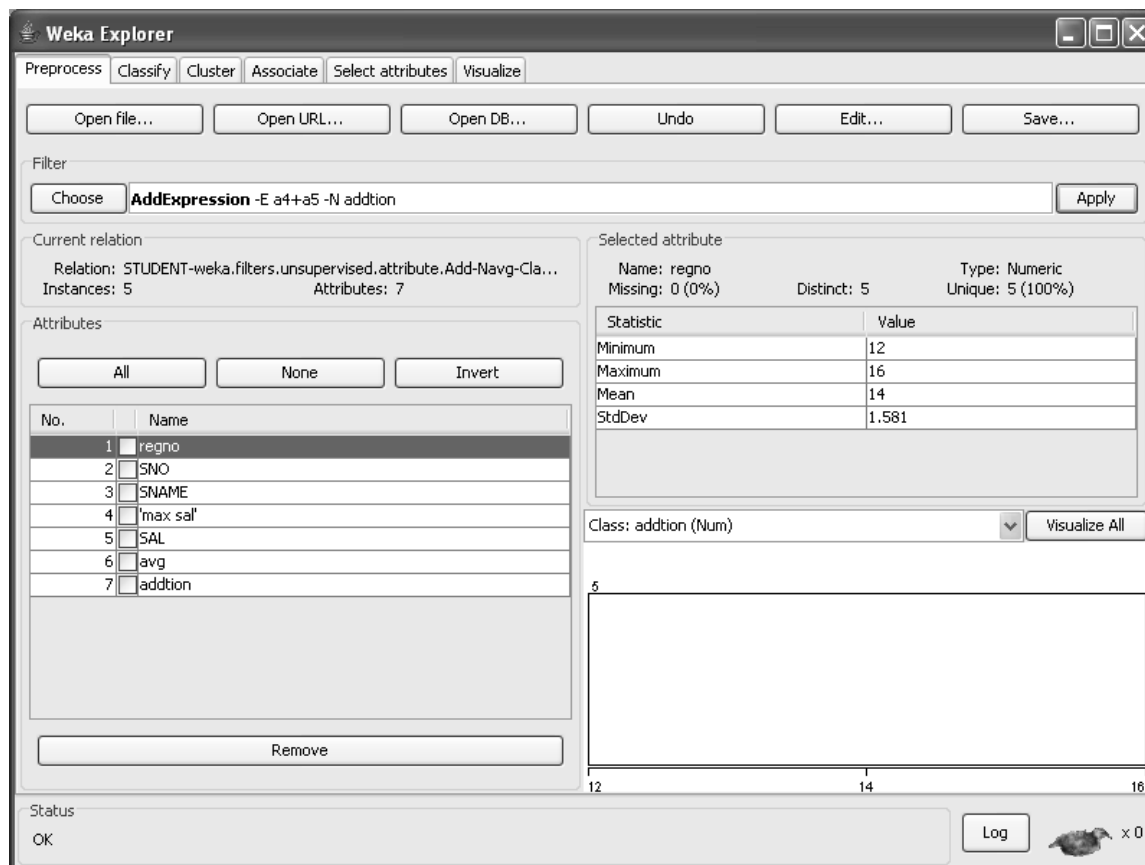 Weka Explorer
Preprocess Classify Cluster Associate Select attributes Visualize
Open file... Open URL... Open DB... Undo Edit... Save...
Filter
Choose AddExpression -E a4+a5 -N addtion Apply
Current relation
Relation: STUDENT-weka.filters.unsupervised.attribute.Add-Navg-Cla...
Instances: 5 Attributes: 7
Attributes
All None Invert
No. Name
1 regno
2 SNO
3 SNAME
4 'max sal'
5 SAL
6 avg
7 addtion
Remove
Selected attribute
Name: regno Type: Numeric
Missing: 0 (0%) Distinct: 5 Unique: 5 (100%)
Statistic Value
Minimum 12
Maximum 16
Mean 14
StdDev 1.581
Class: addtion (Num) Visualize All
5
12 14 16
Status
OK
Log x 0